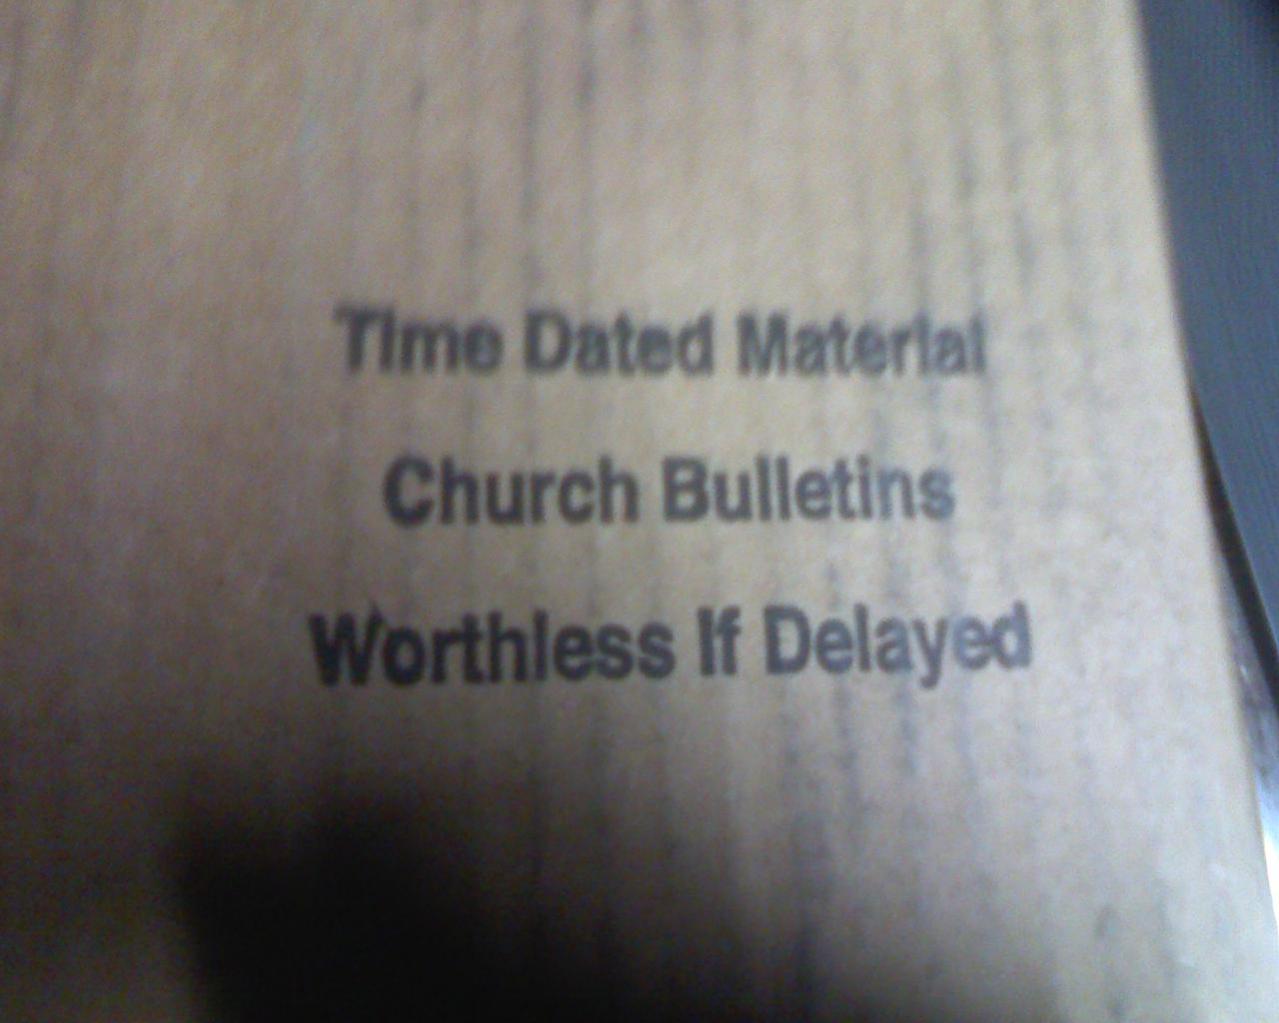 Time Dated Material
Church Bulletins
Worthless If Delayed